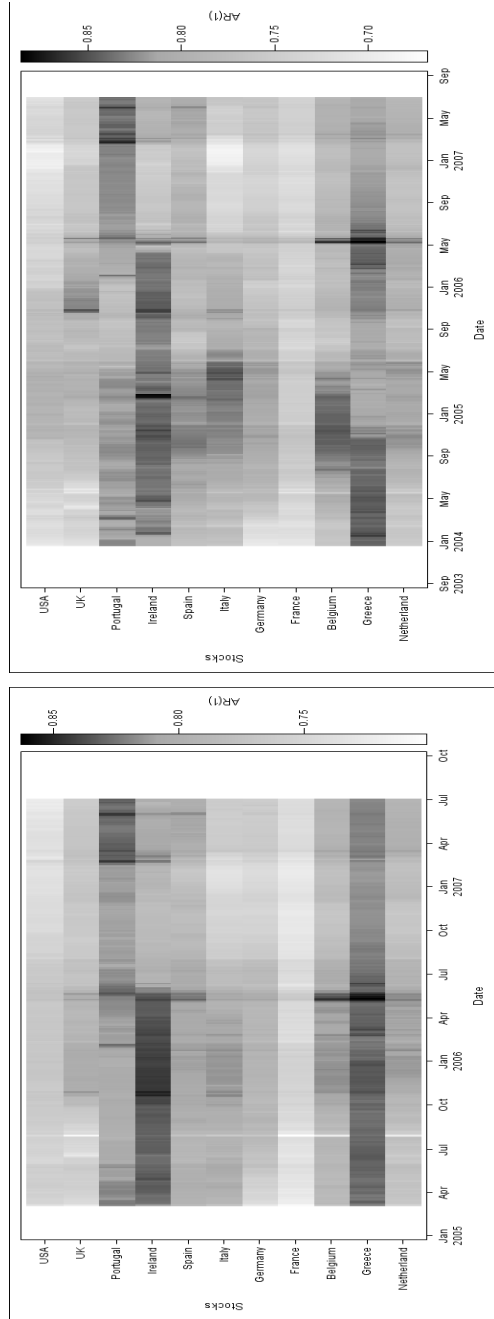 Stocks
USA
UK
Portugal
Ireland
Spain
Italy
Germany
France
Belgium
Greece
Netherland
Jan Apr Jul Oct Jan Apr Jul Oct Jan Apr Jul Oct
2005 2006 2007
Date
AR(1)
0.85
0.80
0.75
Stocks
USA
UK
Portugal
Ireland
Spain
Italy
Germany
France
Belgium
Greece
Netherland
Sep Jan May Sep Jan May Sep Jan May Sep Jan May Sep
2003 2004 2005 2006 2007
Date
AR(1)
0.85
0.80
0.75
0.70